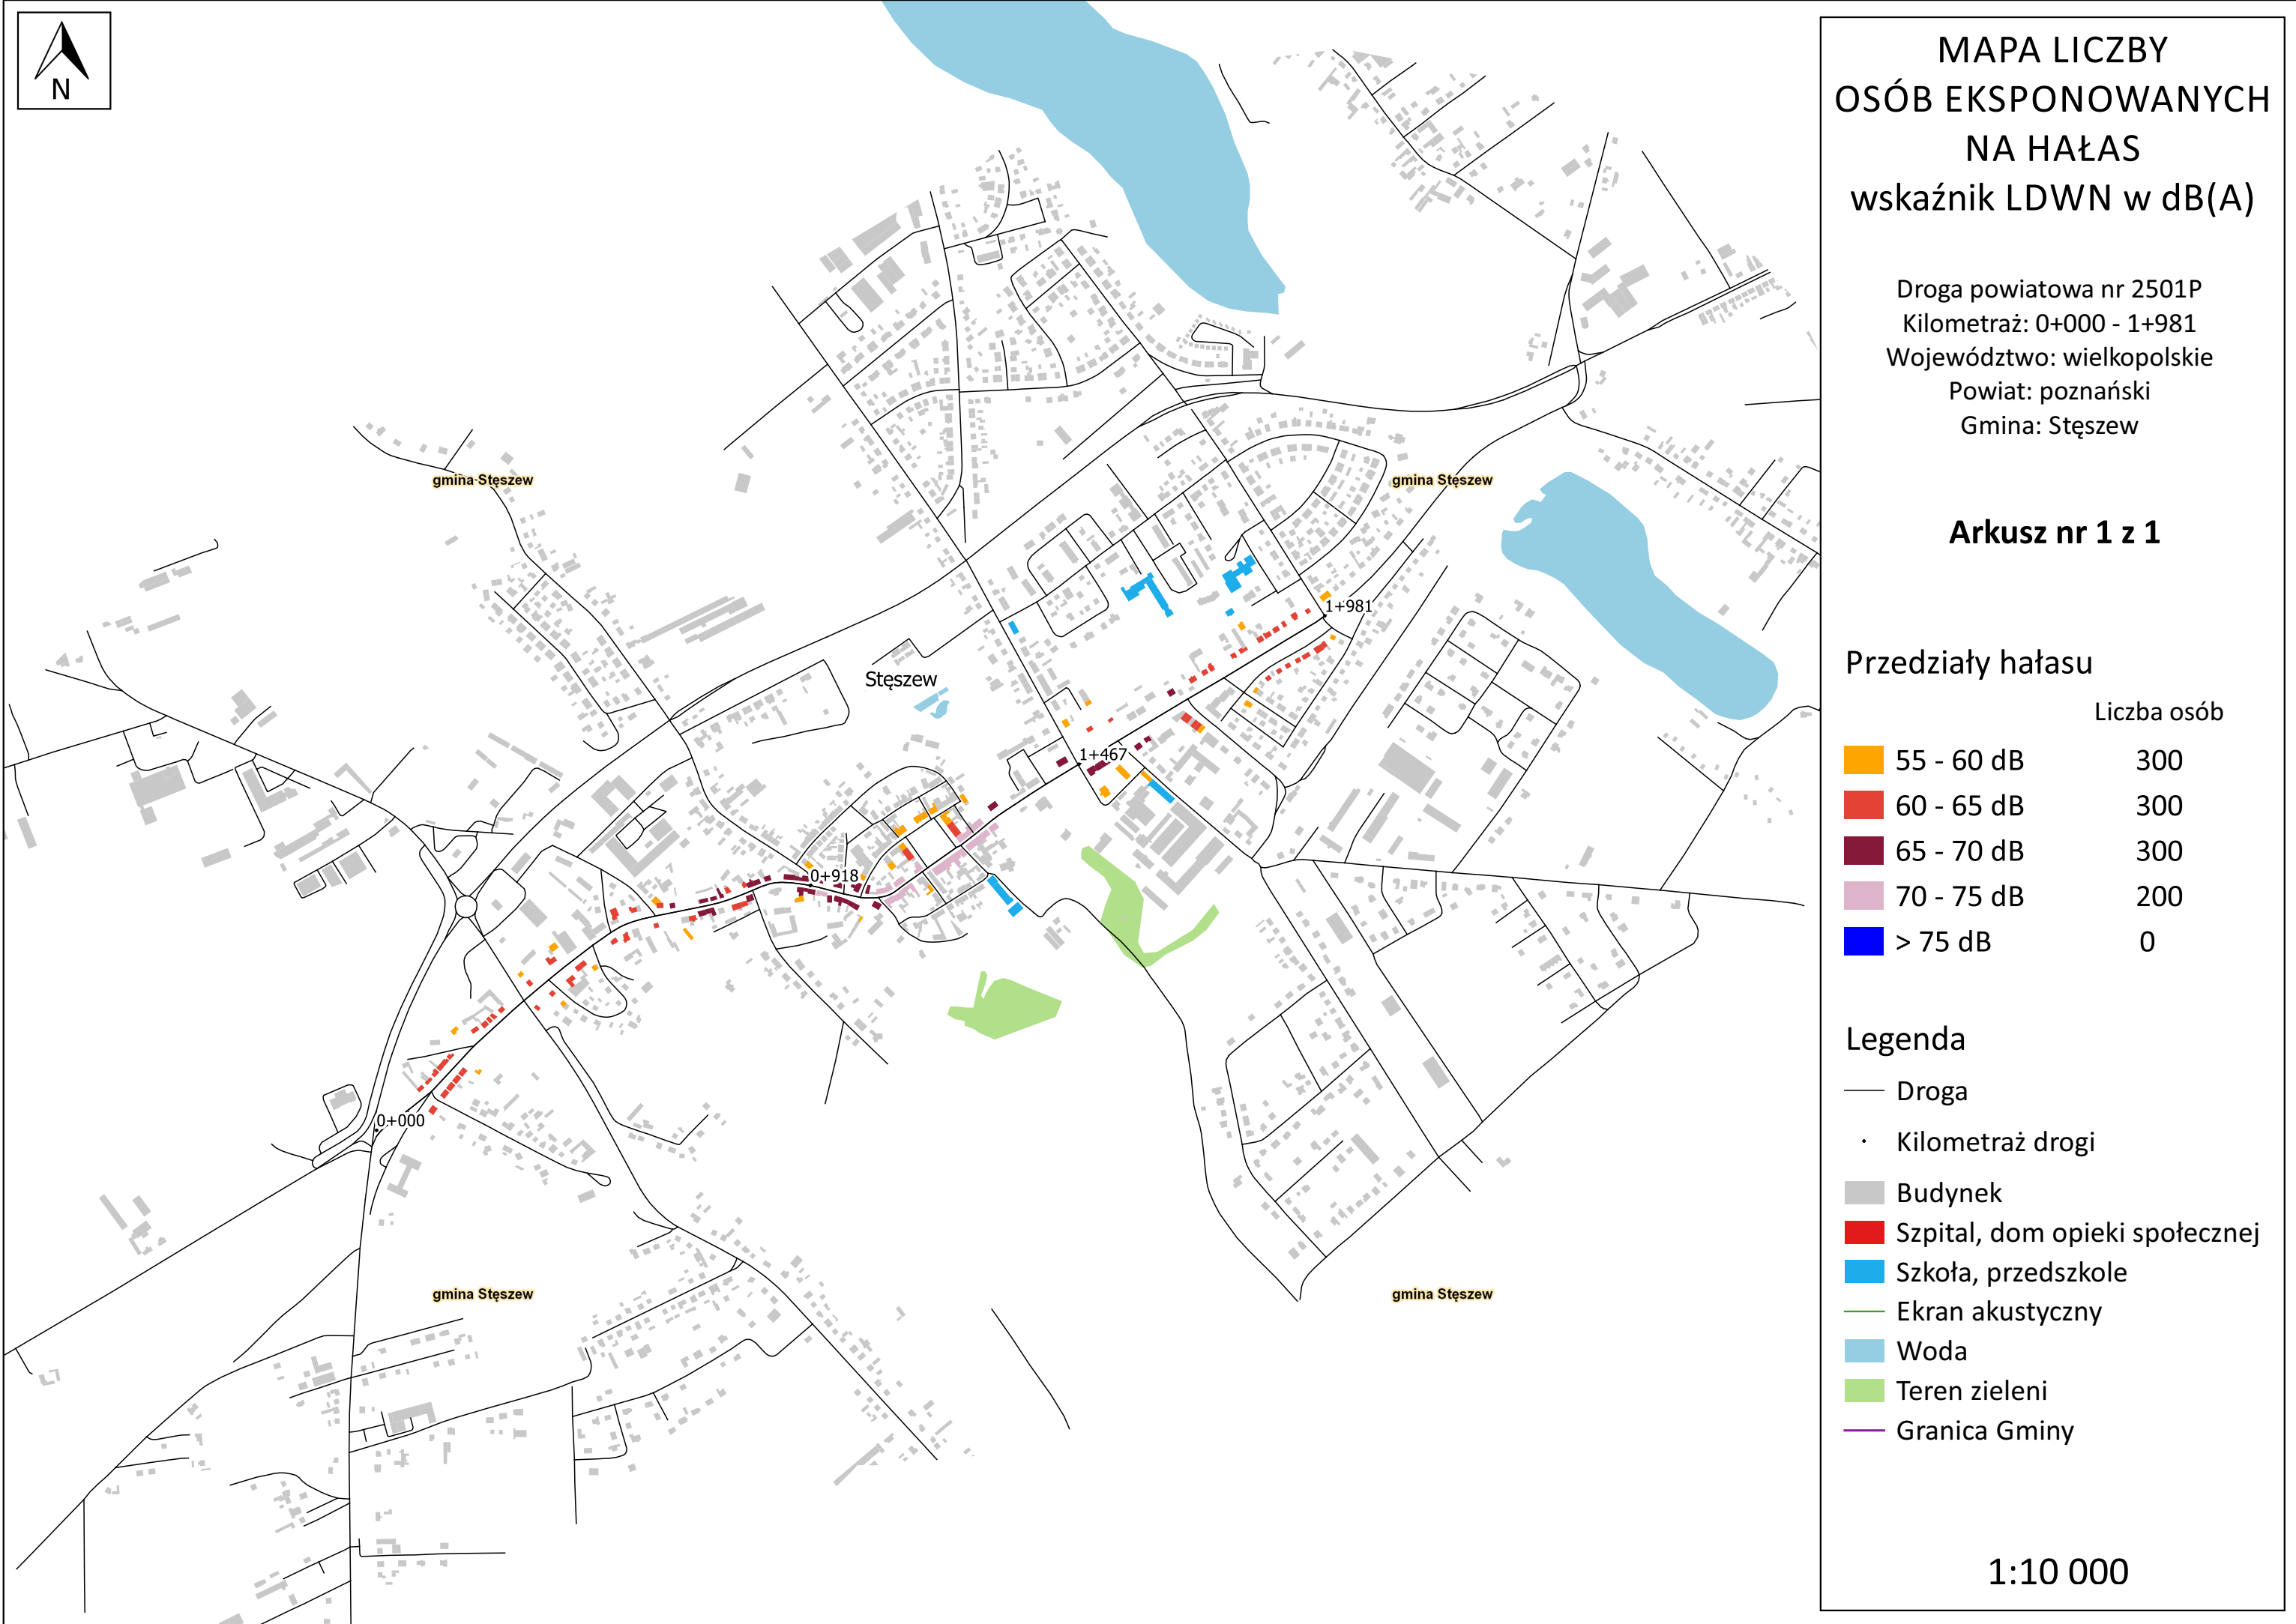 N
MAPA LICZBY
OSÓB EKSPONOWANYCH
NA HAŁAS
wskaźnik LDWN w dB(A)
Droga powiatowa nr 2501P
Kilometraż: 0+000 - 1+981
Województwo: wielkopolskie
Powiat: poznański
Gmina: Stęszew
Arkusz nr 1 z 1
Przedziały hałasu
Liczba osób
55 - 60 dB 300
60 - 65 dB 300
65 - 70 dB 300
70 - 75 dB 200
> 75 dB 0
Legenda
Droga
Kilometraż drogi
Budynek
Szpital, dom opieki społecznej
Szkoła, przedszkole
Ekran akustyczny
Woda
Teren zieleni
Granica Gminy
1:10 000
gmina Stęszew
gmina Stęszew
1+981
Stęszew
1+467
0+918
0+000
gmina Stęszew
gmina Stęszew